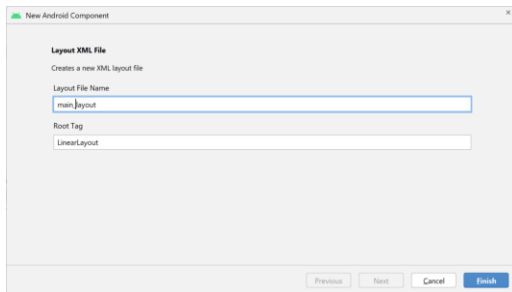 New Android Component
Layout XML File
Creates a new XML layout file
Layout File Name
main_layout
Root Tag
LinearLayout
Previous
Next
Cancel
Finish